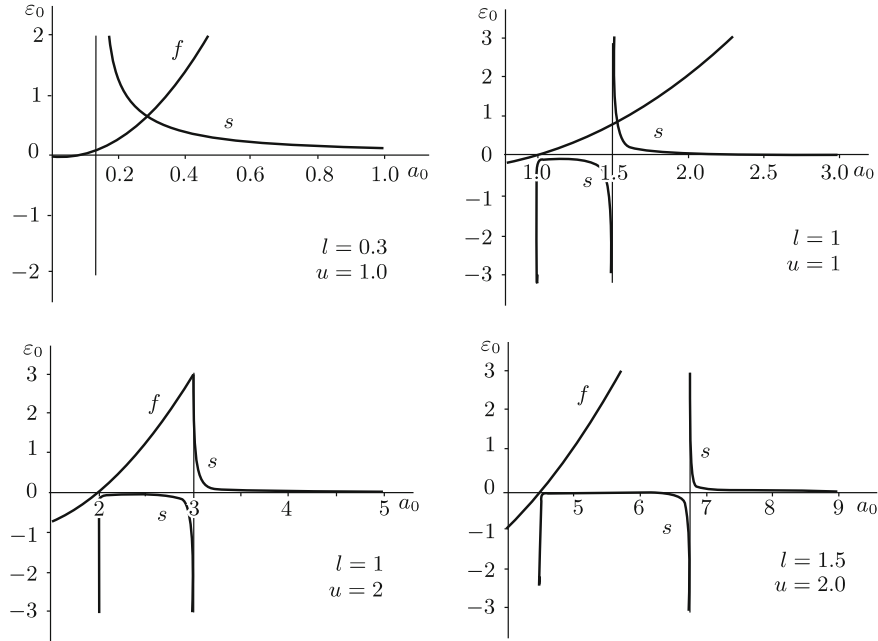 ε₀
2
1
0
−1
−2
f
s
0.2 0.4 0.6 0.8 1.0 a₀
l = 0.3
u = 1.0
ε₀
3
2
1
0
−1
−2
−3
s
s
1.0 1.5 2.0 2.5 3.0 a₀
l = 1
u = 1
ε₀
3
2
1
0
−1
−2
−3
f
s
s
2 3 4 5 a₀
l = 1
u = 2
ε₀
3
2
1
0
−1
−2
−3
f
s
s
5 6 7 8 9 a₀
l = 1.5
u = 2.0